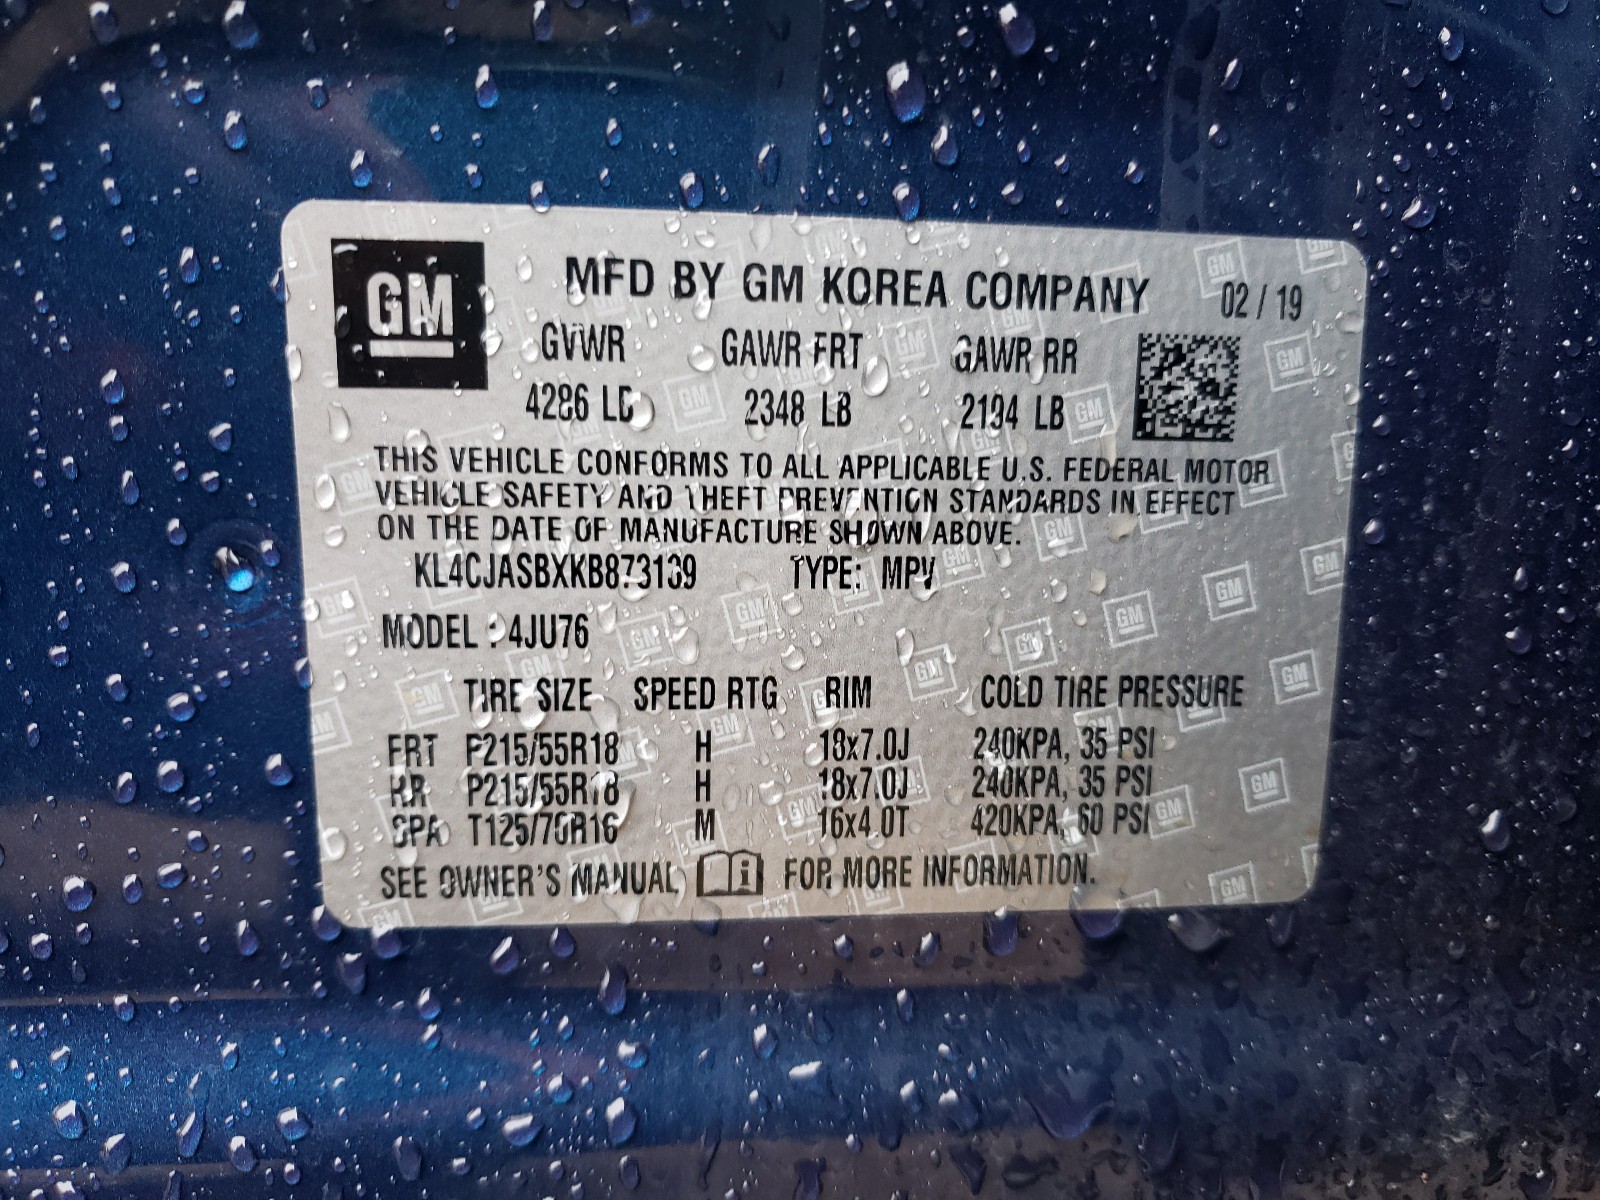 GM
MFD BY GM KOREA COMPANY 02 / 19
GVWR GAWR FRT GAWR RR
4286 LB 2348 LB 2194 LB
THIS VEHICLE CONFORMS TO ALL APPLICABLE U.S. FEDERAL MOTOR
VEHICLE SAFETY AND THEFT PREVENTION STANDARDS IN EFFECT
ON THE DATE OF MANUFACTURE SHOWN ABOVE.
KL4CJASBXKB873139 TYPE: MPV
MODEL : 4JU76
TIRE SIZE SPEED RTG RIM COLD TIRE PRESSURE
FRT P215/55R18 H 18x7.0J 240KPA, 35 PSI
RR P215/55R18 H 18x7.0J 240KPA, 35 PSI
SPA T125/70R16 M 16x4.0T 420KPA, 60 PSI
SEE OWNER'S MANUAL FOR MORE INFORMATION.